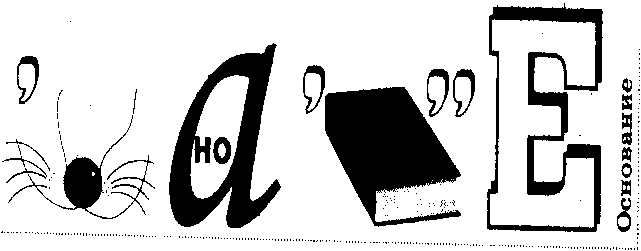 ’ а но ’ ’’ Е
Основание